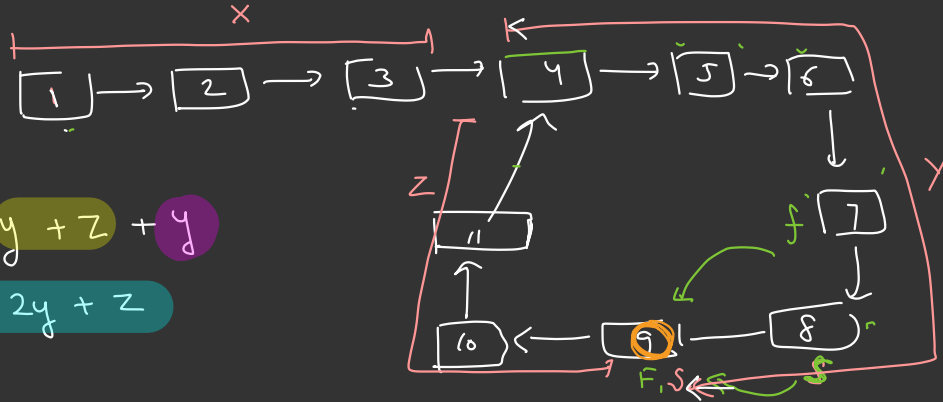 X
1 → 2 → 3 → 4 → 5 → 6
Z
y
y + z + y
f 7
11
2y + z
10 9 8
F, S S